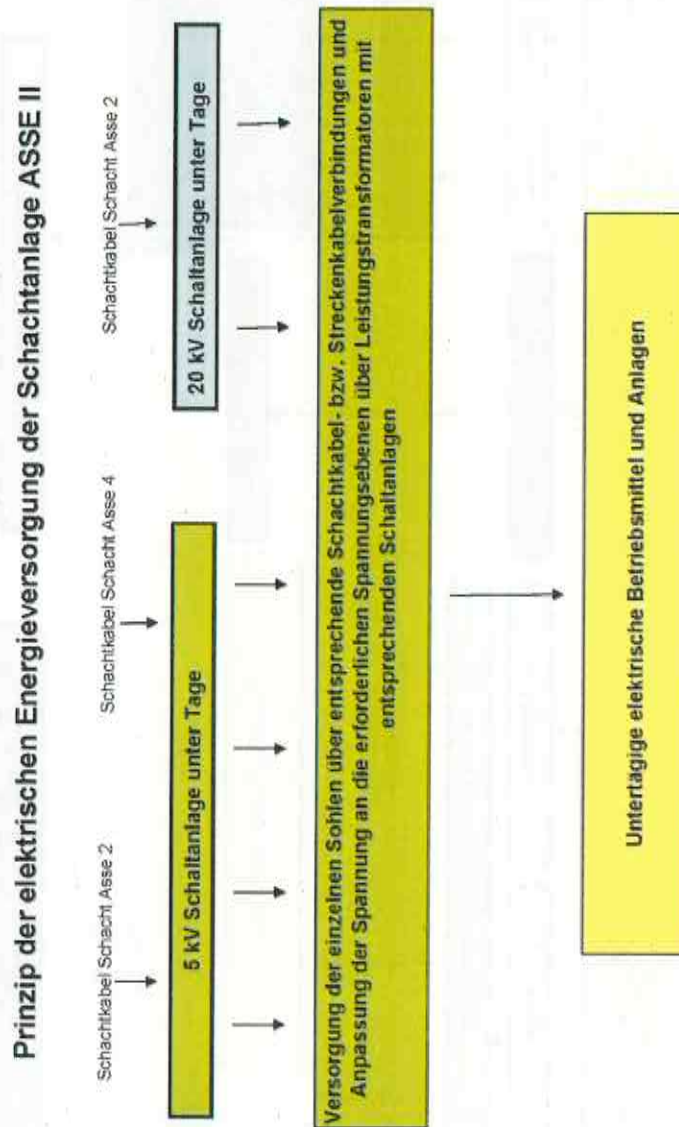 Prinzip der elektrischen Energieversorgung der Schachtanlage ASSE II
Schachtkabel Schacht Asse 2
Schachtkabel Schacht Asse 4
Schachtkabel Schacht Asse 2
5 kV Schaltanlage unter Tage
20 kV Schaltanlage unter Tage
Versorgung der einzelnen Sohlen über entsprechende Schachtkabel- bzw. Streckenkabelverbindungen und
Anpassung der Spannung an die erforderlichen Spannungsebenen über Leistungstransformatoren mit
entsprechenden Schaltanlagen
Untertägige elektrische Betriebsmittel und Anlagen